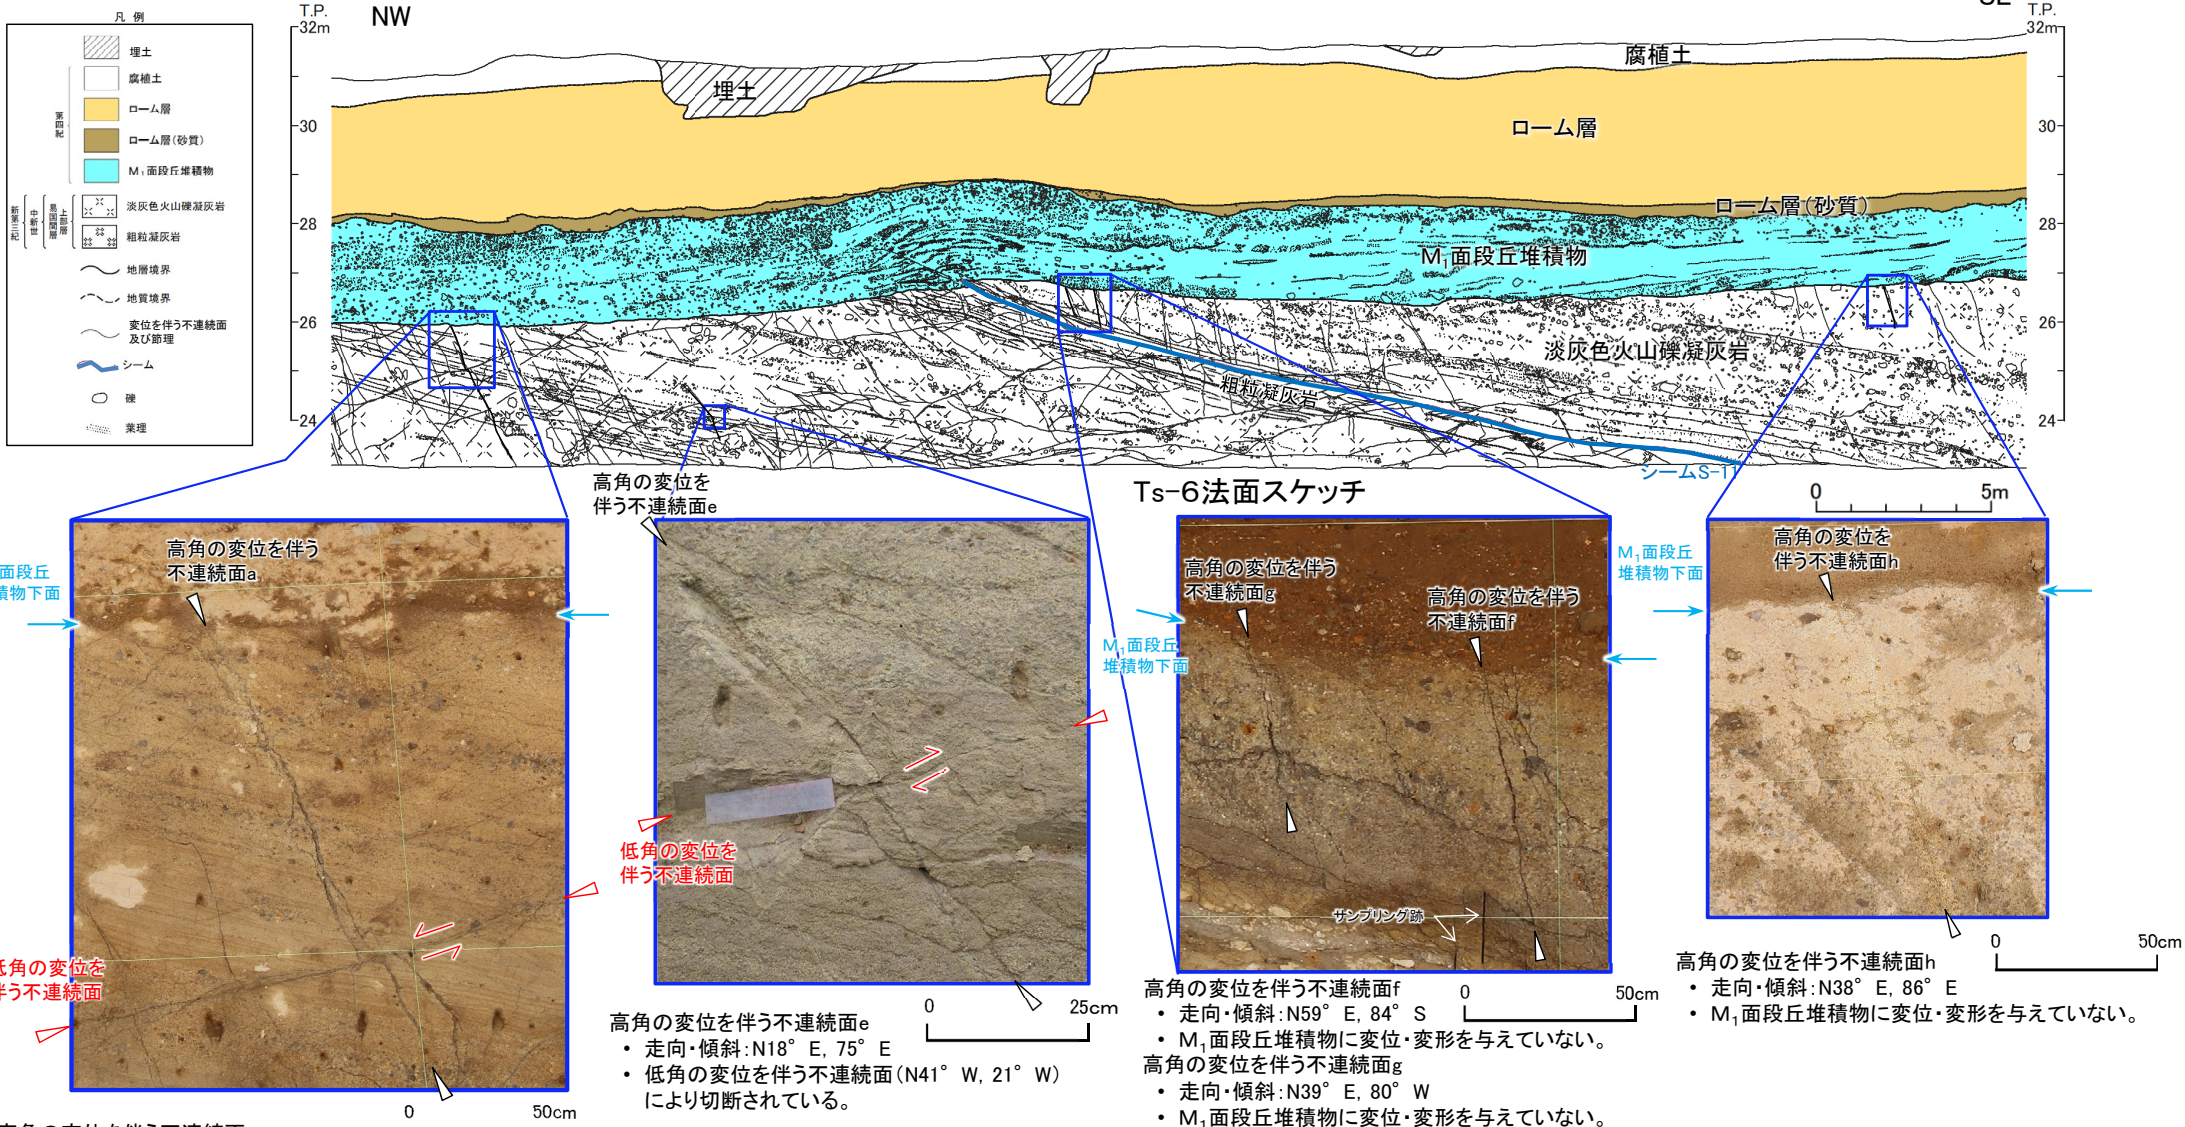 凡 例
埋土
腐植土
ローム層
ローム層(砂質)
M₁面段丘堆積物
第四紀
淡灰色火山礫凝灰岩
粗粒凝灰岩
新第三紀
中新世
易国間層
上部層
地層境界
地質境界
変位を伴う不連続面
及び節理
シーム
礫
葉理
T.P.
32m
NW
30
28
26
24
T.P.
32m
30
28
26
24
埋土
腐植土
ローム層
ローム層(砂質)
M₁面段丘堆積物
淡灰色火山礫凝灰岩
粗粒凝灰岩
シームS-11
Ts-6法面スケッチ
0 5m
面段丘
積物下面
高角の変位を伴う
不連続面a
低角の変位を
伴う不連続面
0 50cm
高角の変位を
伴う不連続面e
低角の変位を
伴う不連続面
0 25cm
高角の変位を伴う不連続面e
• 走向・傾斜:N18° E, 75° E
• 低角の変位を伴う不連続面(N41° W, 21° W)
により切断されている。
M₁面段丘
堆積物下面
高角の変位を伴う
不連続面g
高角の変位を伴う
不連続面f
サンプリング跡
0 50cm
高角の変位を伴う不連続面f
• 走向・傾斜:N59° E, 84° S
• M₁面段丘堆積物に変位・変形を与えていない。
高角の変位を伴う不連続面g
• 走向・傾斜:N39° E, 80° W
• M₁面段丘堆積物に変位・変形を与えていない。
M₁面段丘
堆積物下面
高角の変位を
伴う不連続面h
0 50cm
高角の変位を伴う不連続面h
• 走向・傾斜:N38° E, 86° E
• M₁面段丘堆積物に変位・変形を与えていない。